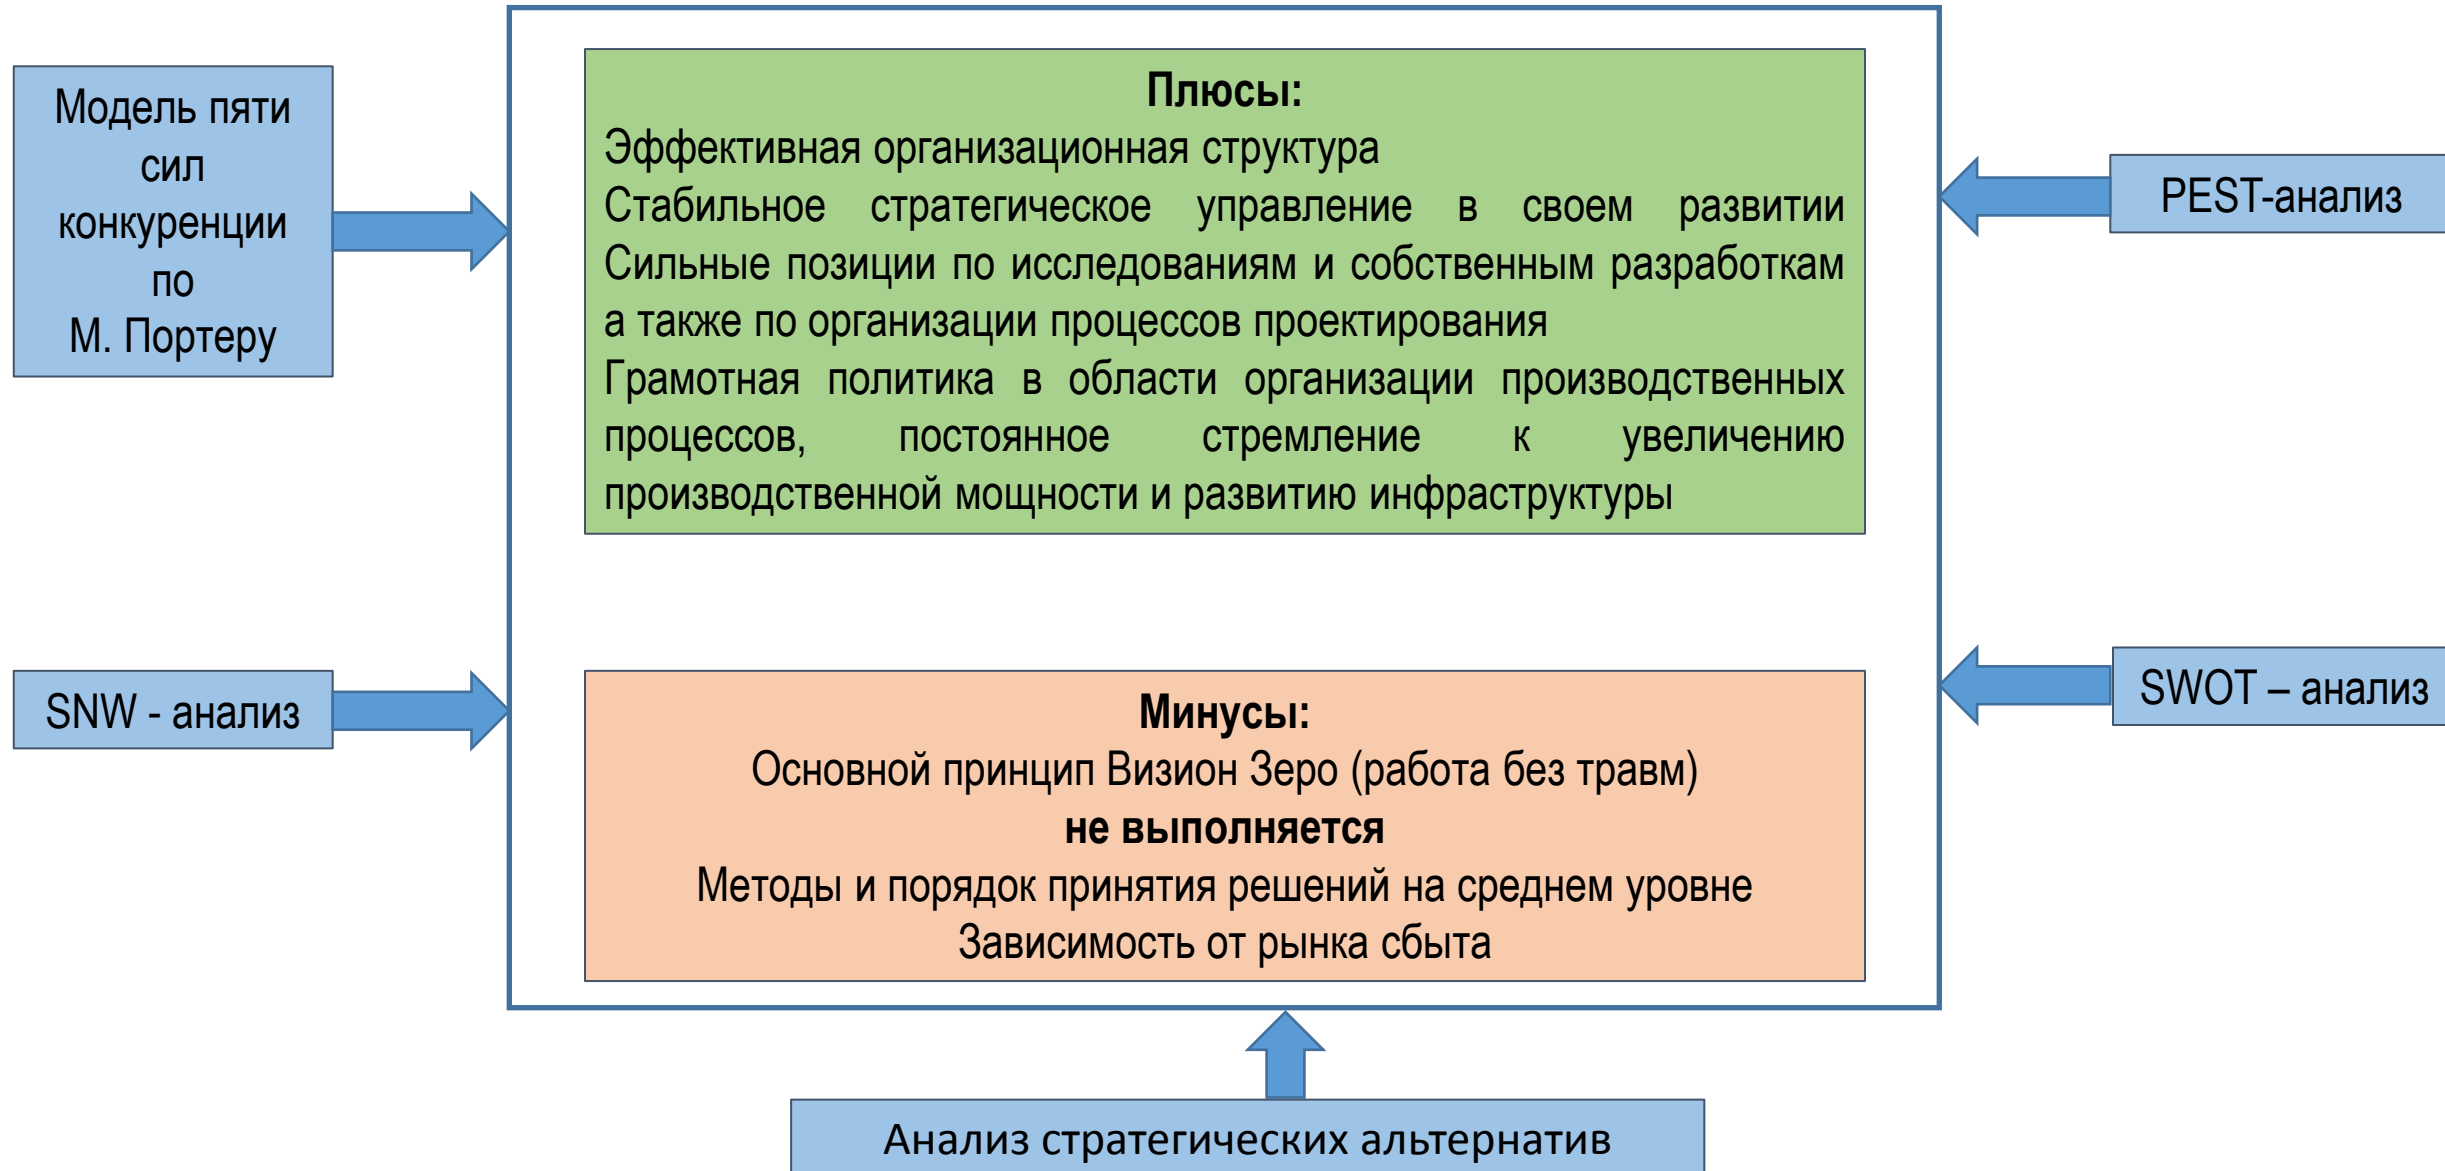 Модель пяти
сил
конкуренции
по
М. Портеру
SNW - анализ
Плюсы:
Эффективная организационная структура
Стабильное стратегическое управление в своем развитии
Сильные позиции по исследованиям и собственным разработкам
а также по организации процессов проектирования
Грамотная политика в области организации производственных
процессов, постоянное стремление к увеличению
производственной мощности и развитию инфраструктуры
Минусы:
Основной принцип Визион Зеро (работа без травм)
не выполняется
Методы и порядок принятия решений на среднем уровне
Зависимость от рынка сбыта
PEST-анализ
SWOT – анализ
Анализ стратегических альтернатив